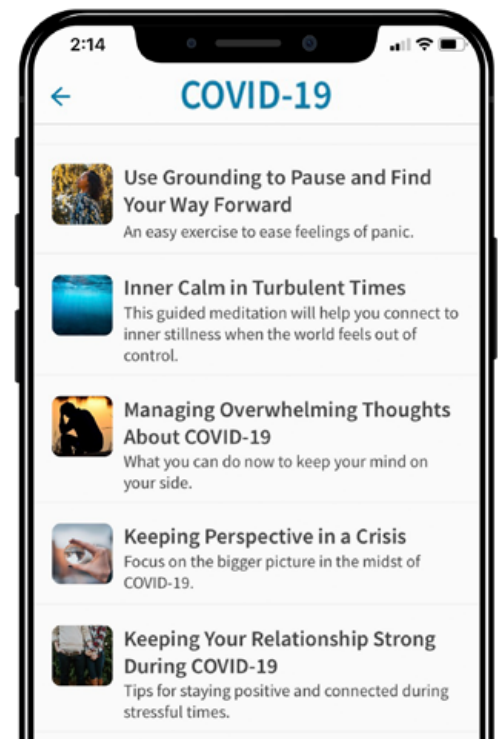 2:14
COVID-19
Use Grounding to Pause and Find
Your Way Forward
An easy exercise to ease feelings of panic.
Inner Calm in Turbulent Times
This guided meditation will help you connect to
inner stillness when the world feels out of
control.
Managing Overwhelming Thoughts
About COVID-19
What you can do now to keep your mind on
your side.
Keeping Perspective in a Crisis
Focus on the bigger picture in the midst of
COVID-19.
Keeping Your Relationship Strong
During COVID-19
Tips for staying positive and connected during
stressful times.